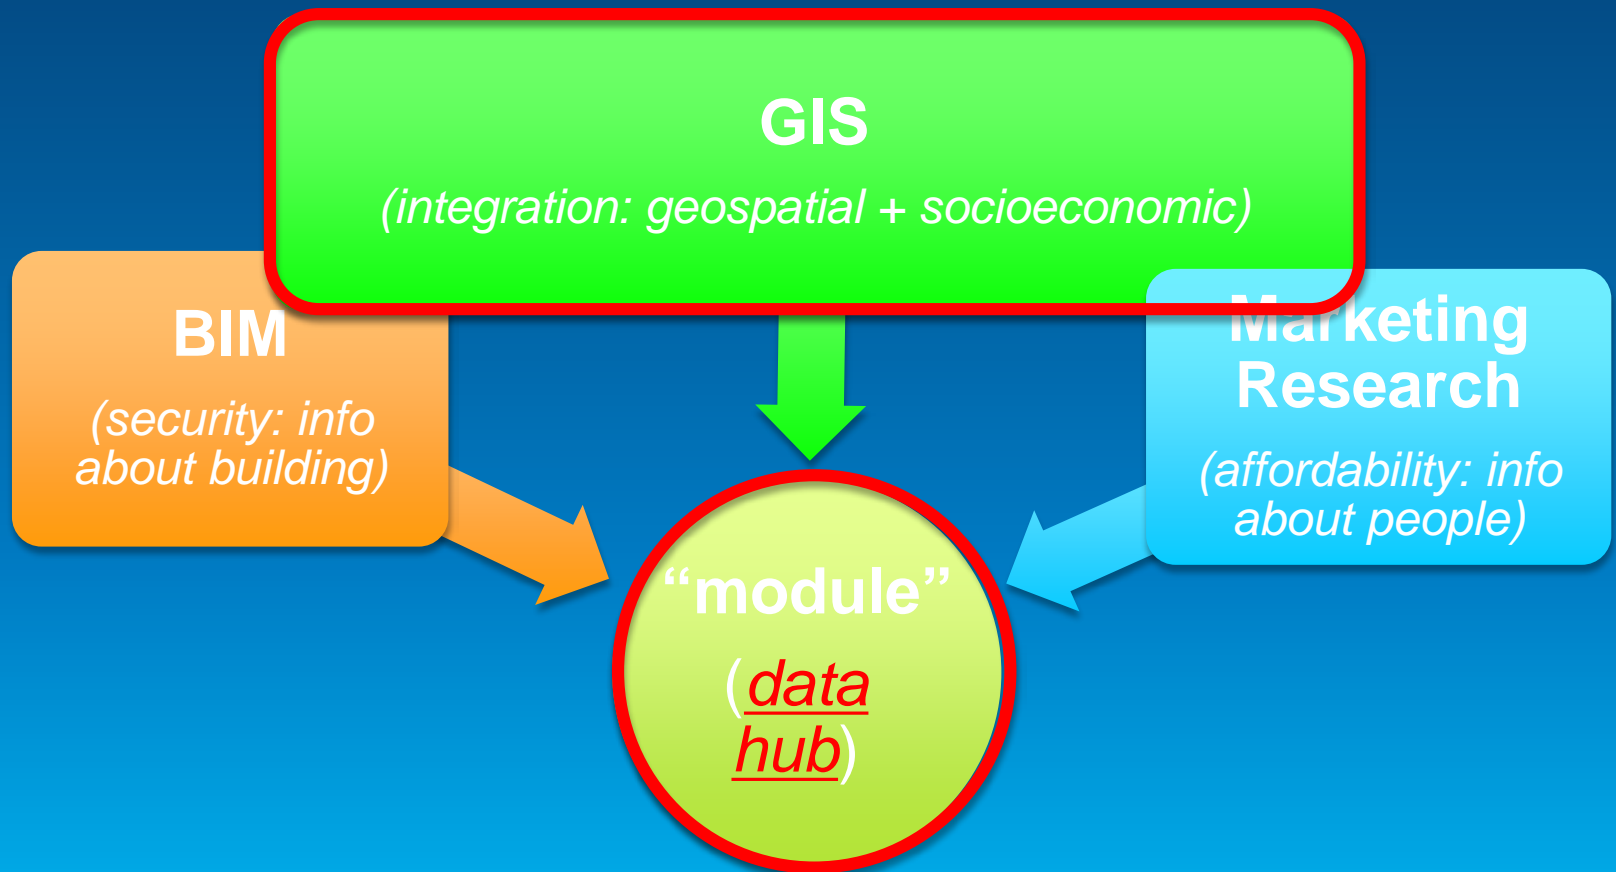 GIS
(integration: geospatial + socioeconomic)
BIM
(security: info
about building)
Marketing
Research
(affordability: info
about people)
“module”
(data
hub)